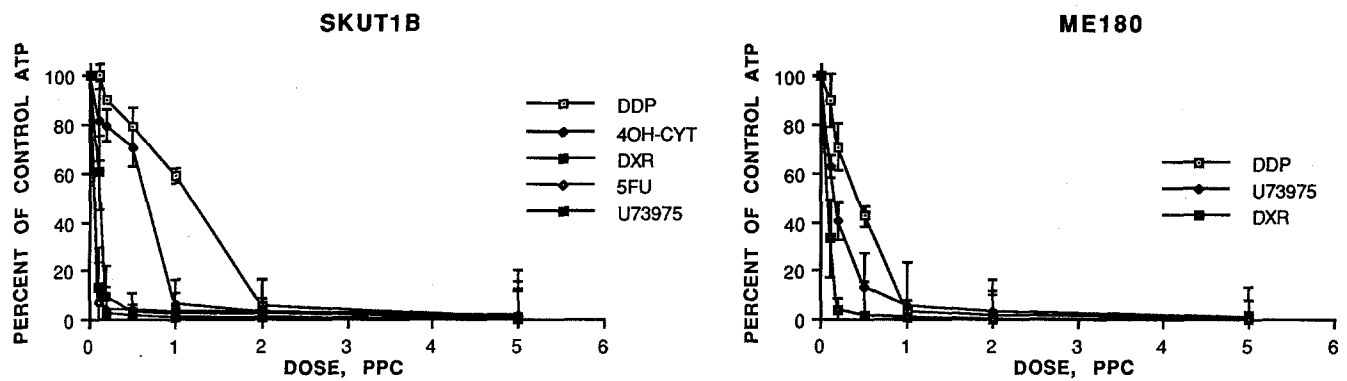 SKUT1B
PERCENT OF CONTROL ATP
100
80
60
40
20
0
0 1 2 3 4 5 6
DOSE, PPC
DDP
4OH-CYT
DXR
5FU
U73975
ME180
PERCENT OF CONTROL ATP
100
80
60
40
20
0
0 1 2 3 4 5 6
DOSE, PPC
DDP
U73975
DXR